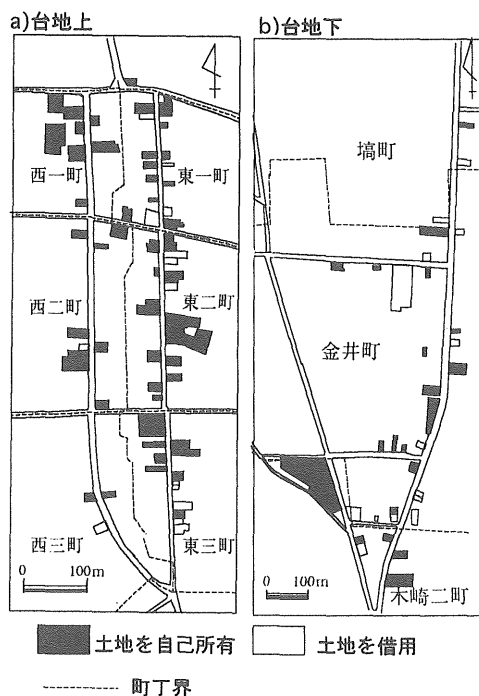 a)台地上
b)台地下
西一町
東一町
西二町
東二町
西三町
東三町
0 100m
塙町
金井町
木崎二町
0 100m
土地を自己所有
土地を借用
町丁界